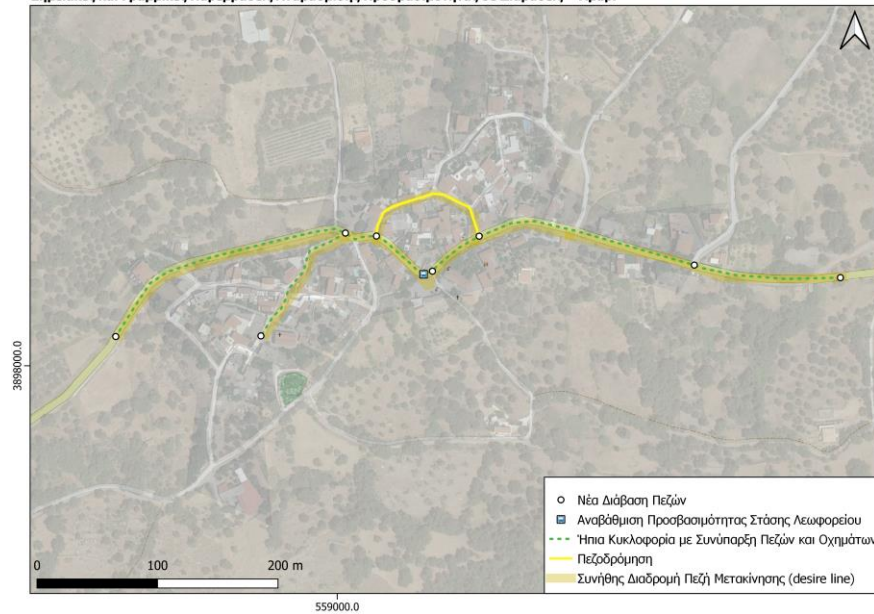 3898000.0
Νέα Διάβαση Πεζών
Αναβάθμιση Προσβασιμότητας Στάσης Λεωφορείου
Ήπια Κυκλοφορία με Συνύπαρξη Πεζών και Οχημάτων
Πεζοδρόμηση
Συνήθης Διαδρομή Πεζή Μετακίνησης (desire line)
0 100 200 m
559000.0